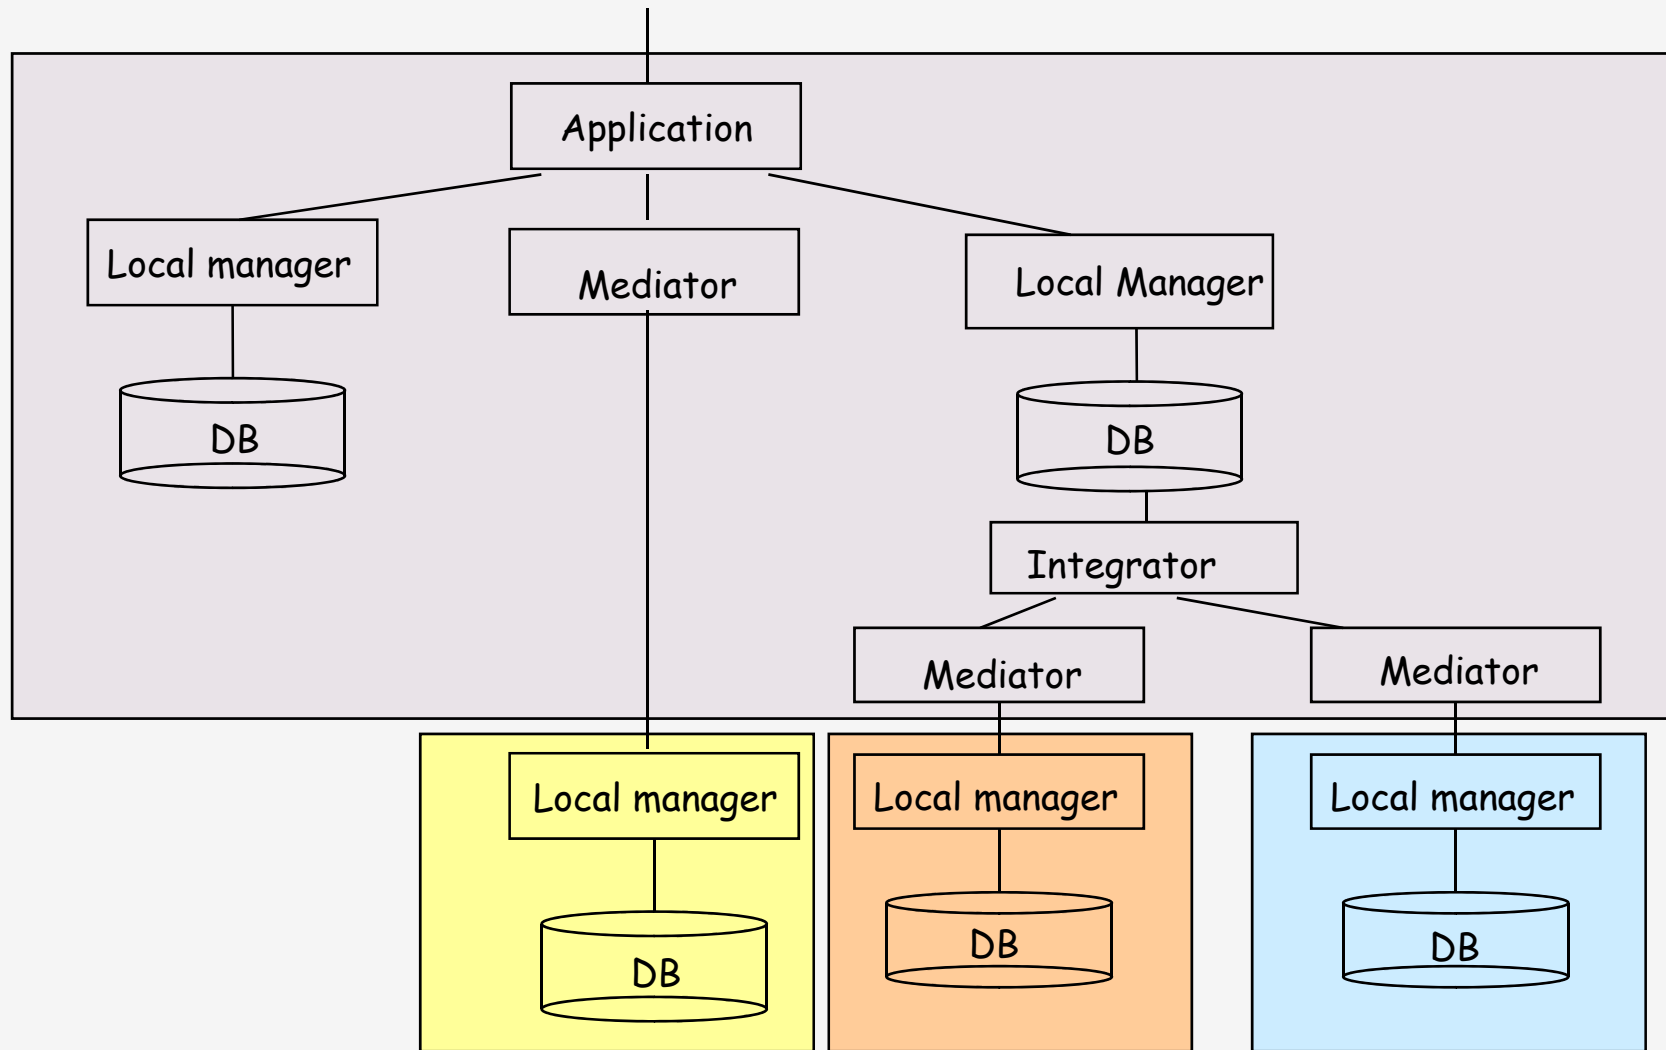 Application
Local manager
Mediator
Local Manager
DB
DB
Integrator
Mediator
Mediator
Local manager
Local manager
Local manager
DB
DB
DB